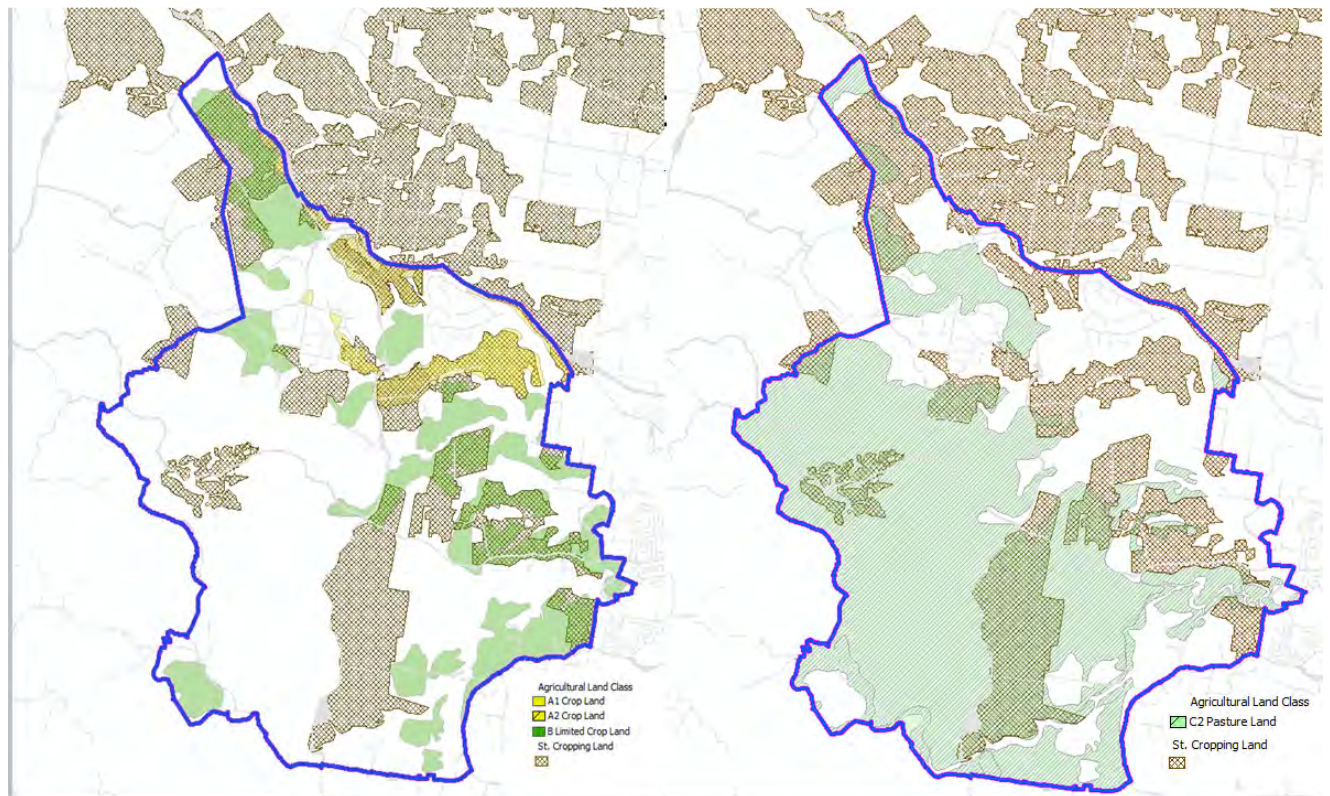 Agricultural Land Class
A1 Crop Land
A2 Crop Land
B Limited Crop Land
St. Cropping Land
Agricultural Land Class
C2 Pasture Land
St. Cropping Land